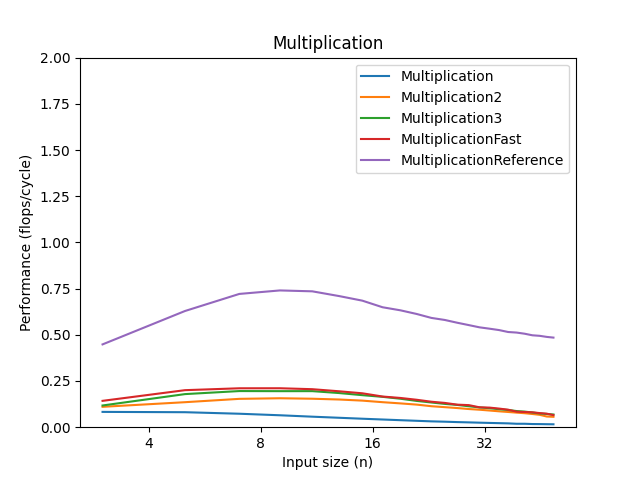 Multiplication
2.00
1.75
1.50
1.25
1.00
0.75
0.50
0.25
0.00
Performance (flops/cycle)
Multiplication
Multiplication2
Multiplication3
MultiplicationFast
MultiplicationReference
4 8 16 32
Input size (n)